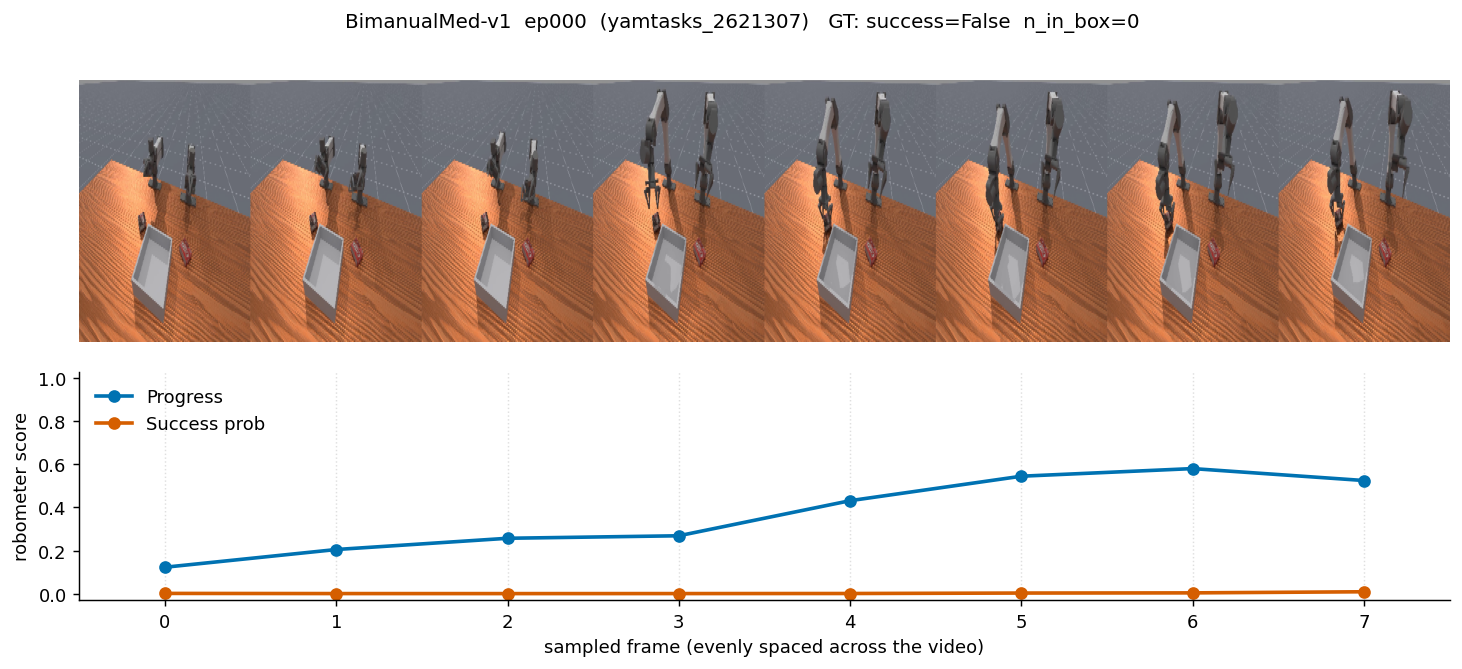 BimanualMed-v1  ep000  (yamtasks_2621307)   GT: success=False  n_in_box=0
1.0
0.8
0.6
0.4
0.2
0.0
robometer score
Progress
Success prob
0 1 2 3 4 5 6 7
sampled frame (evenly spaced across the video)